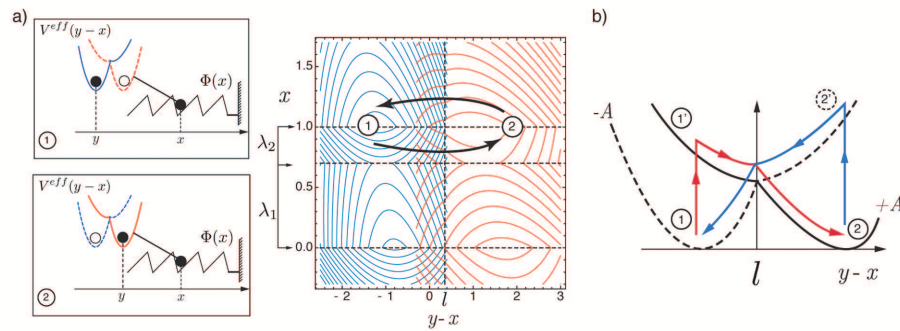 a)
V^{eff}(y-x)
Φ(x)
y
x
1
V^{eff}(y-x)
Φ(x)
y
x
2
x
1.5
1.0
0.5
0.0
λ₂
λ₁
1
2
-2
-1
0
l
1
2
3
y-x
b)
-A
1'
2'
1
2
+A
l
y-x